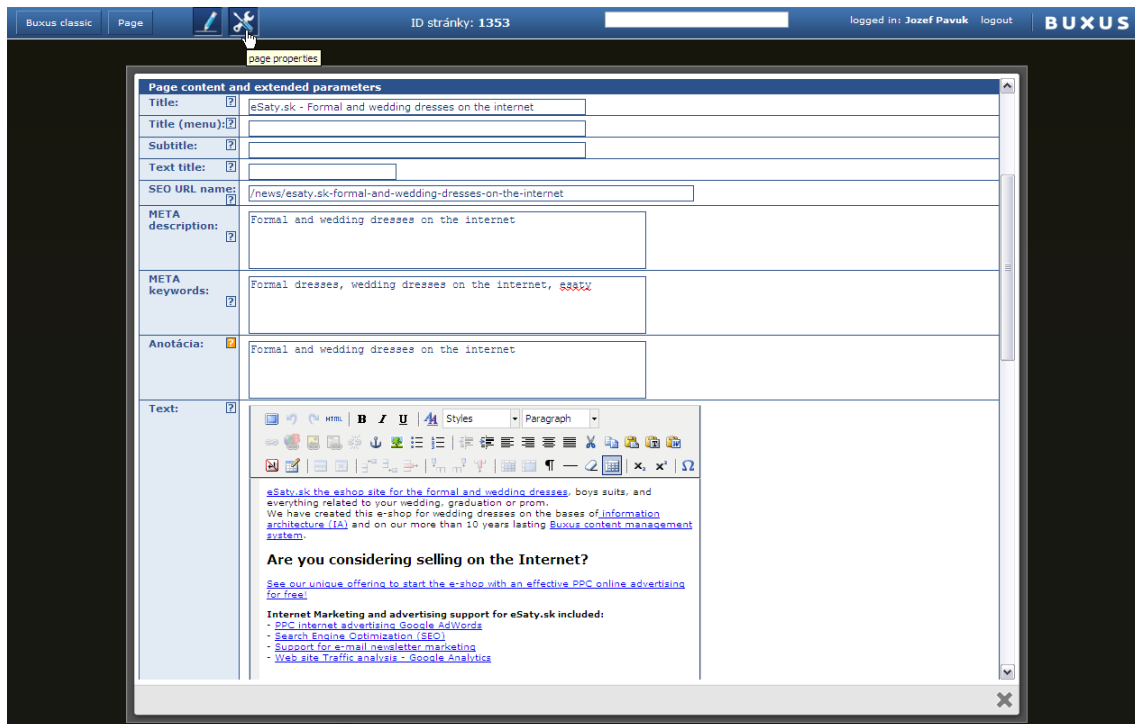 Buxus classic Page ID stránky: 1353 logged in: Jozef Pavuk logout BUXUS
page properties
Page content and extended parameters
Title: ? eSaty.sk - Formal and wedding dresses on the internet
Title (menu): ?
Subtitle: ?
Text title: ?
SEO URL name: ? /news/esaty.sk-formal-and-wedding-dresses-on-the-internet
META
description: ?
Formal and wedding dresses on the internet
META
keywords: ?
Formal dresses, wedding dresses on the internet, esaty
Anotácia: ? Formal and wedding dresses on the internet
Text: ?
HTML B I U Styles Paragraph
¶ — x₂ x² Ω
eSaty.sk the eshop site for the formal and wedding dresses, boys suits, and
everything related to your wedding, graduation or prom.
We have created this e-shop for wedding dresses on the bases of information
architecture (IA) and on our more than 10 years lasting Buxus content management
system.
Are you considering selling on the Internet?
See our unique offering to start the e-shop with an effective PPC online advertising
for free!
Internet Marketing and advertising support for eSaty.sk included:
- PPC internet advertising Google AdWords
- Search Engine Optimization (SEO)
- Support for e-mail newsletter marketing
- Web site Traffic analysis - Google Analytics